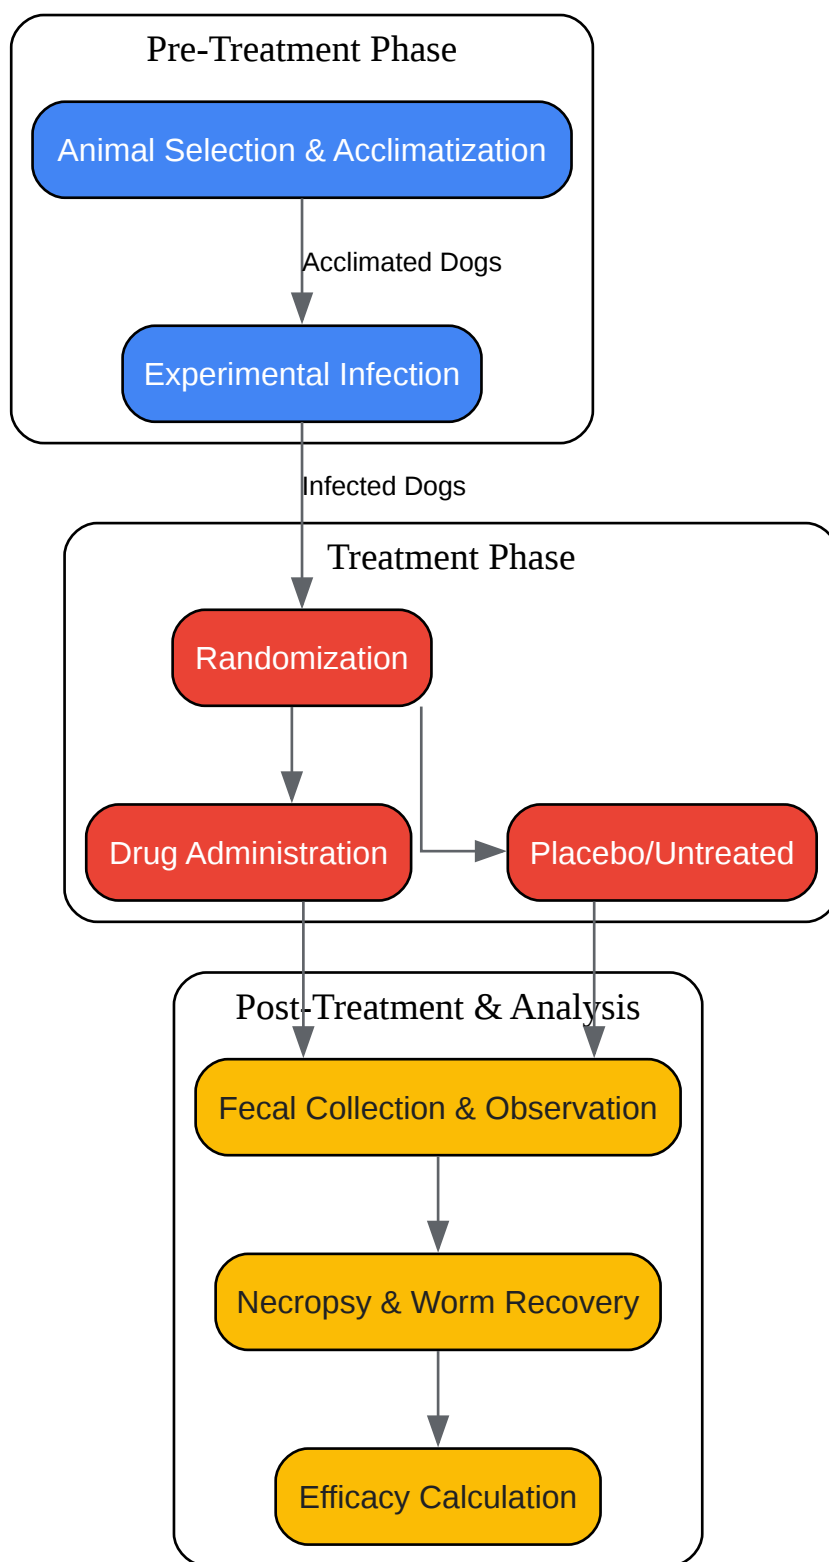 Pre-Treatment Phase
Animal Selection & Acclimatization
Acclimated Dogs
Experimental Infection
Infected Dogs
Treatment Phase
Randomization
Drug Administration
Placebo/Untreated
Post-Treatment & Analysis
Fecal Collection & Observation
Necropsy & Worm Recovery
Efficacy Calculation